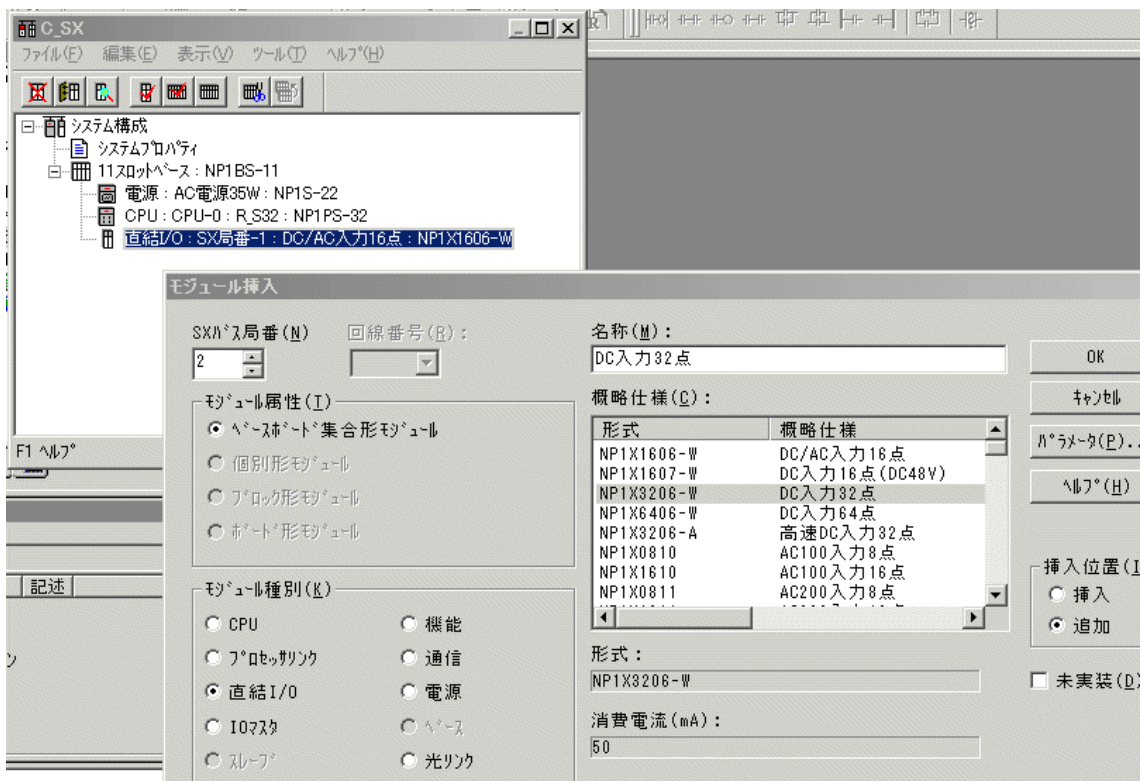 C_SX
ファイル(F) 編集(E) 表示(V) ツール(T) ヘルプ(H)
システム構成
システムプロパティ
11スロットベース : NP1BS-11
電源 : AC電源35W : NP1S-22
CPU : CPU-0 : R_S32 : NP1PS-32
直結I/O : SX局番-1 : DC/AC入力16点 : NP1X1606-W
F1 ヘルプ
記述
ン
モジュール挿入
SXバス局番(N)
回線番号(R) :
2
モジュール属性(T)
ベースボード集合形モジュール
個別形モジュール
ブロック形モジュール
ボード形モジュール
モジュール種別(K)
CPU
機能
プロセッサリンク
通信
直結I/O
電源
IOマスタ
ベース
スレーブ
光リンク
名称(M) :
DC入力32点
概略仕様(C) :
形式 概略仕様
NP1X1606-W DC/AC入力16点
NP1X1607-W DC入力16点(DC48V)
NP1X3206-W DC入力32点
NP1X6406-W DC入力64点
NP1X3206-A 高速DC入力32点
NP1X0810 AC100入力8点
NP1X1610 AC100入力16点
NP1X0811 AC200入力8点
形式 :
NP1X3206-W
消費電流(mA) :
50
OK
キャンセル
パラメータ(P)..
ヘルプ(H)
挿入位置(I
挿入
追加
未実装(D)